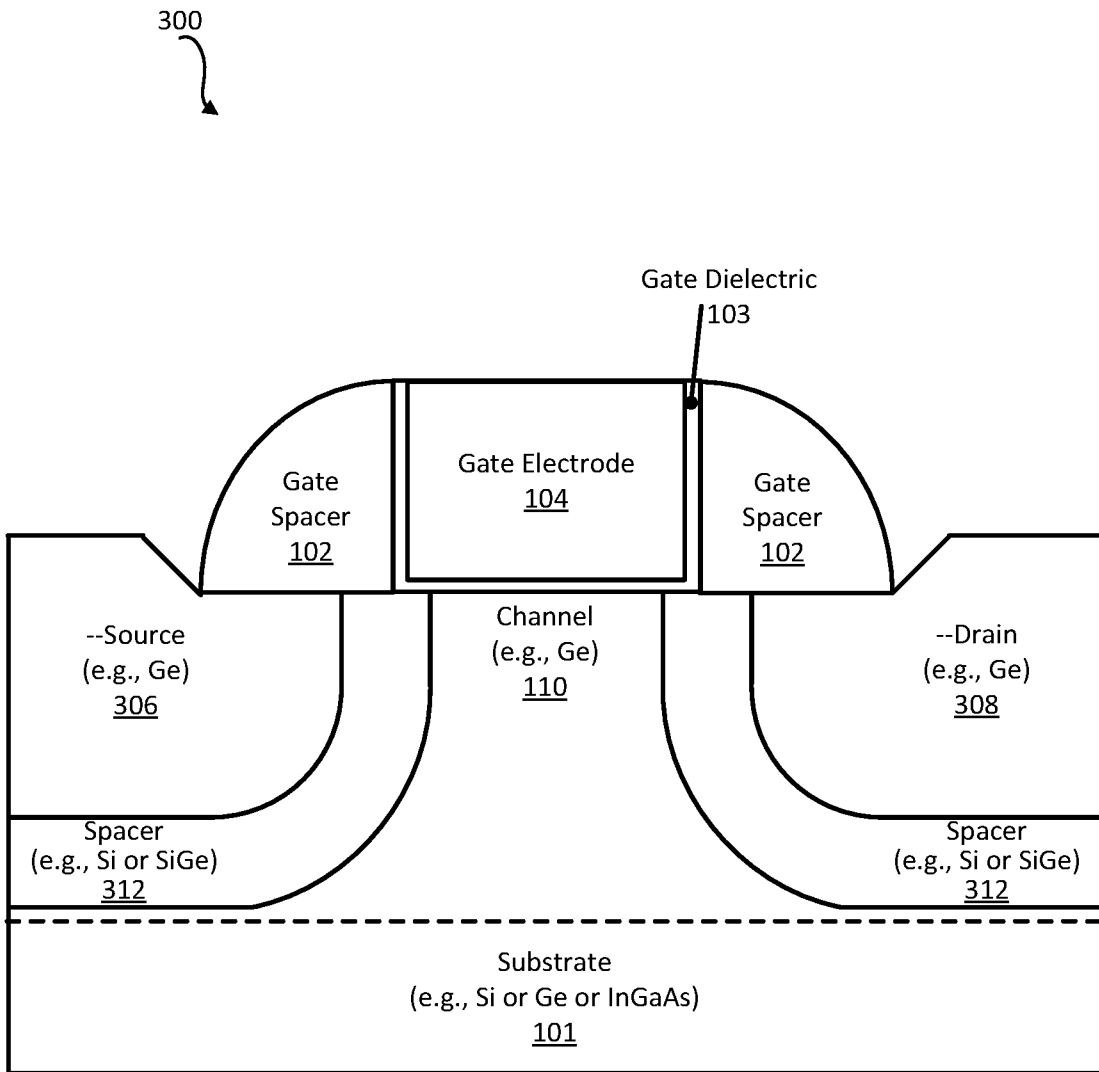 300
Gate Dielectric
103
Gate Electrode
104
Gate
Spacer
102
Gate
Spacer
102
--Source
(e.g., Ge)
306
Channel
(e.g., Ge)
110
--Drain
(e.g., Ge)
308
Spacer
(e.g., Si or SiGe)
312
Spacer
(e.g., Si or SiGe)
312
Substrate
(e.g., Si or Ge or InGaAs)
101